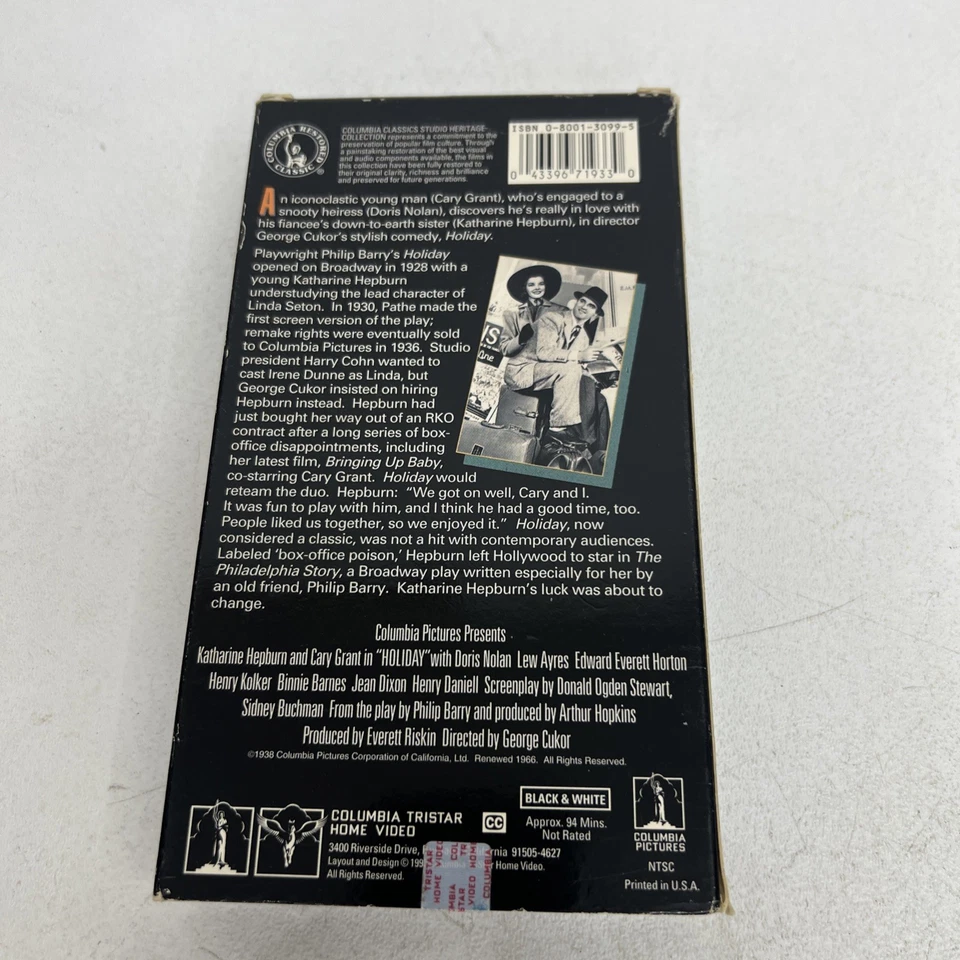 COLUMBIA RESTORED CLASSIC ®
COLUMBIA CLASSICS STUDIO HERITAGE
COLLECTION represents a commitment to the
preservation of popular film culture. Through
a painstaking restoration of the best visual
and audio components available, the films in
this collection have been fully restored to
their original clarity, richness and brilliance
and preserved for future generations.
ISBN 0-8001-3099-5
0 43396 71933 0
An iconoclastic young man (Cary Grant), who's engaged to a
snooty heiress (Doris Nolan), discovers he's really in love with
his fiancee's down-to-earth sister (Katharine Hepburn), in director
George Cukor's stylish comedy, Holiday.
Playwright Philip Barry's Holiday
opened on Broadway in 1928 with a
young Katharine Hepburn
understudying the lead character of
Linda Seton. In 1930, Pathe made the
first screen version of the play;
remake rights were eventually sold
to Columbia Pictures in 1936. Studio
president Harry Cohn wanted to
cast Irene Dunne as Linda, but
George Cukor insisted on hiring
Hepburn instead. Hepburn had
just bought her way out of an RKO
contract after a long series of box-
office disappointments, including
her latest film, Bringing Up Baby,
co-starring Cary Grant. Holiday would
reteam the duo. Hepburn: "We got on well, Cary and I.
It was fun to play with him, and I think he had a good time, too.
People liked us together, so we enjoyed it." Holiday, now
considered a classic, was not a hit with contemporary audiences.
Labeled 'box-office poison,' Hepburn left Hollywood to star in The
Philadelphia Story, a Broadway play written especially for her by
an old friend, Philip Barry. Katharine Hepburn's luck was about to
change.
Columbia Pictures Presents
Katharine Hepburn and Cary Grant in "HOLIDAY" with Doris Nolan Lew Ayres Edward Everett Horton
Henry Kolker Binnie Barnes Jean Dixon Henry Daniell Screenplay by Donald Ogden Stewart,
Sidney Buchman From the play by Philip Barry and produced by Arthur Hopkins
Produced by Everett Riskin Directed by George Cukor
©1938 Columbia Pictures Corporation of California, Ltd. Renewed 1966. All Rights Reserved.
COLUMBIA TRISTAR
HOME VIDEO
CC
BLACK & WHITE
Approx. 94 Mins.
Not Rated
COLUMBIA
PICTURES
NTSC
Printed in U.S.A.
3400 Riverside Drive, rnia 91505-4627
Layout and Design ©199 r Home Video.
All Rights Reserved.
TRISTAR
HOME VIDEO
COLUMBIA
VIDEO HOM